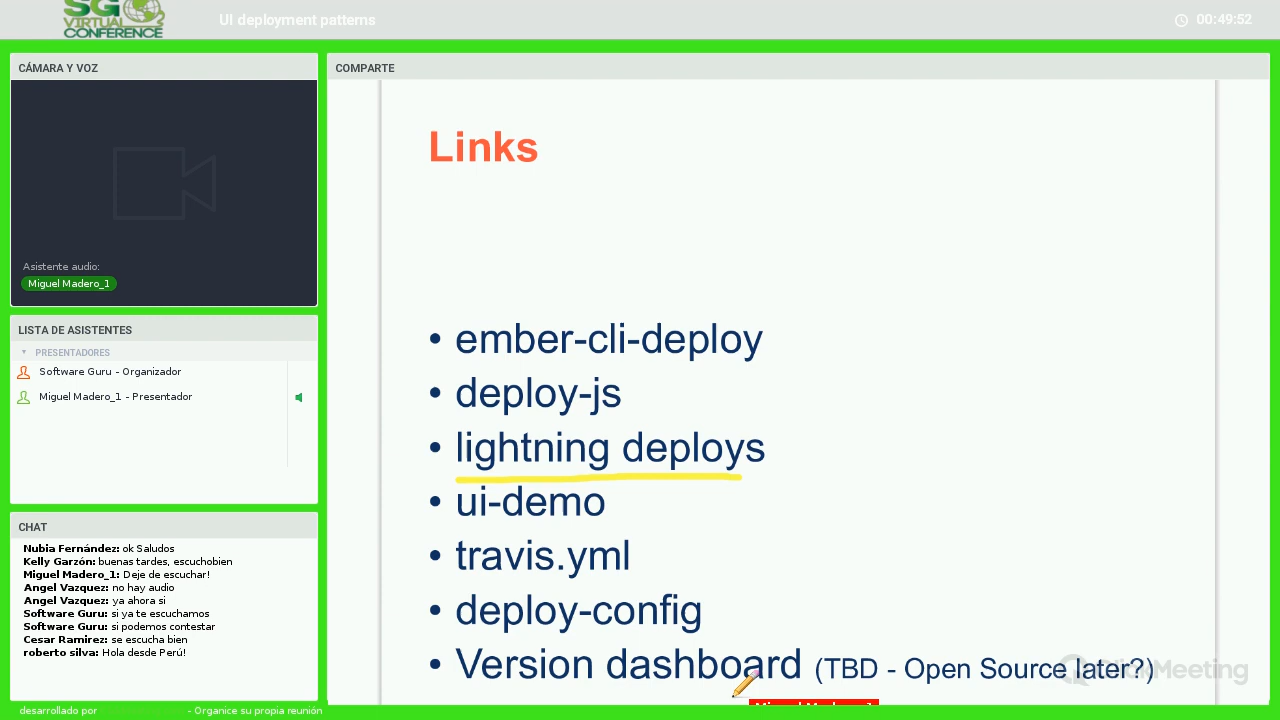 SG
VIRTUAL
CONFERENCE
UI deployment patterns
00:49:52
CÁMARA Y VOZ
Asistente audio:
Miguel Madero_1
LISTA DE ASISTENTES
PRESENTADORES
Software Guru - Organizador
Miguel Madero_1 - Presentador
CHAT
Nubia Fernández: ok Saludos
Kelly Garzón: buenas tardes, escuchobien
Miguel Madero_1: Deje de escuchar!
Angel Vazquez: no hay audio
Angel Vazquez: ya ahora si
Software Guru: si ya te escuchamos
Software Guru: si podemos contestar
Cesar Ramirez: se escucha bien
roberto silva: Hola desde Perú!
desarrollado por - Organice su propia reunión
COMPARTE
Links
• ember-cli-deploy
• deploy-js
• lightning deploys
• ui-demo
• travis.yml
• deploy-config
• Version dashboard (TBD - Open Source later?)
ClickMeeting